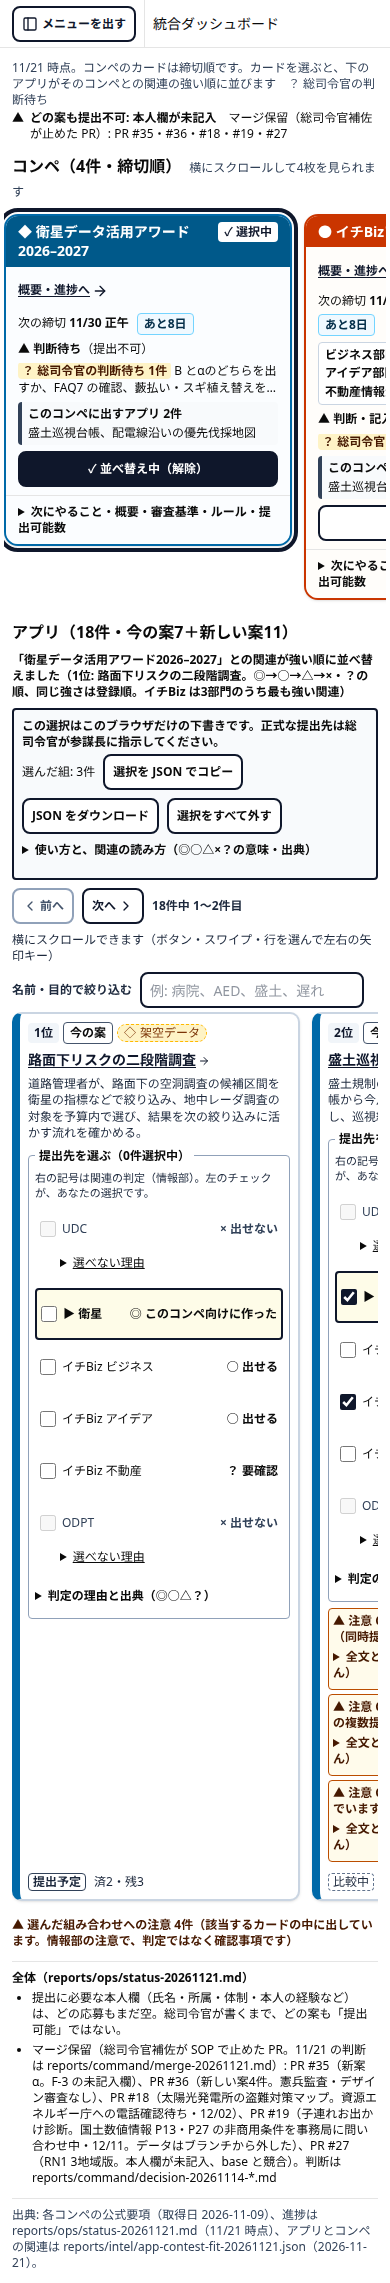 メニューを出す
統合ダッシュボード
11/21 時点。コンペのカードは締切順です。カードを選ぶと、下の
アプリがそのコンペとの関連の強い順に並びます　？ 総司令官の判
断待ち
▲ どの案も提出不可: 本人欄が未記入　マージ保留（総司令官補佐
が止めた PR）: PR #35・#36・#18・#19・#27
コンペ（4件・締切順） 横にスクロールして4枚を見られま
す
◆ 衛星データ活用アワード
2026–2027
✓ 選択中
概要・進捗へ →
次の締切 11/30 正午 あと8日
▲ 判断待ち（提出不可）
？ 総司令官の判断待ち 1件 B とαのどちらを出
すか、FAQ7 の確認、藪払い・スギ植え替えを…
このコンペに出すアプリ 2件
盛土巡視台帳、配電線沿いの優先伐採地図
✓ 並べ替え中（解除）
▶ 次にやること・概要・審査基準・ルール・提
出可能数
● イチBiz
概要・進捗へ
次の締切 11/
あと8日
ビジネス部
アイデア部
不動産情報
▲ 判断・記入
？ 総司令官
このコンペ
盛土巡視台
▶ 次にやるこ
出可能数
アプリ（18件・今の案7＋新しい案11）
「衛星データ活用アワード2026–2027」との関連が強い順に並べ替
えました（1位: 路面下リスクの二段階調査。◎→○→△→×・？の
順、同じ強さは登録順。イチBiz は3部門のうち最も強い関連）
この選択はこのブラウザだけの下書きです。正式な提出先は総
司令官が参謀長に指示してください。
選んだ組: 3件 選択を JSON でコピー
JSON をダウンロード 選択をすべて外す
▶ 使い方と、関連の読み方（◎○△×？の意味・出典）
＜ 前へ 次へ ＞ 18件中 1〜2件目
横にスクロールできます（ボタン・スワイプ・行を選んで左右の矢
印キー）
名前・目的で絞り込む 例: 病院、AED、盛土、遅れ
1位 今の案 ◇ 架空データ
路面下リスクの二段階調査 →
道路管理者が、路面下の空洞調査の候補区間を
衛星の指標などで絞り込み、地中レーダ調査の
対象を予算内で選び、結果を次の絞り込みに活
かす流れを確かめる。
提出先を選ぶ（0件選択中）
右の記号は関連の判定（情報部）。左のチェック
が、あなたの選択です。
UDC × 出せない
▶ 選べない理由
▶ 衛星 ◎ このコンペ向けに作った
イチBiz ビジネス ○ 出せる
イチBiz アイデア ○ 出せる
イチBiz 不動産 ？ 要確認
ODPT × 出せない
▶ 選べない理由
▶ 判定の理由と出典（◎○△？）
提出予定 済2・残3
2位
盛土巡視
盛土規制
帳から今
し、巡視
提出先を
右の記号
が、あな
UD
▶
イチ
イチ
イチ
OD
▶ 判定の
▲ 注意
（同時提
▶ 全文と
ん）
▲ 注意
の複数提
▶ 全文と
ん）
▲ 注意
でいます
▶ 全文と
ん）
比較中
▲ 選んだ組み合わせへの注意 4件（該当するカードの中に出してい
ます。情報部の注意で、判定ではなく確認事項です）
全体（reports/ops/status-20261121.md）
• 提出に必要な本人欄（氏名・所属・体制・本人の経験など）
は、どの応募もまだ空。総司令官が書くまで、どの案も「提出
可能」ではない。
• マージ保留（総司令官補佐が SOP で止めた PR。11/21 の判断
は reports/command/merge-20261121.md）: PR #35（新案
α。F-3 の未記入欄）、PR #36（新しい案4件。憲兵監査・デザイ
ン審査なし）、PR #18（太陽光発電所の盗難対策マップ。資源エ
ネルギー庁への電話確認待ち・12/02）、PR #19（子連れお出か
け診断。国土数値情報 P13・P27 の非商用条件を事務局に問い
合わせ中・12/11。データはブランチから外した）、PR #27
（RN1 3地域版。本人欄が未記入、base と競合）。判断は
reports/command/decision-20261114-*.md
出典: 各コンペの公式要項（取得日 2026-11-09）、進捗は
reports/ops/status-20261121.md（11/21 時点）、アプリとコンペ
の関連は reports/intel/app-contest-fit-20261121.json（2026-11-
21）。